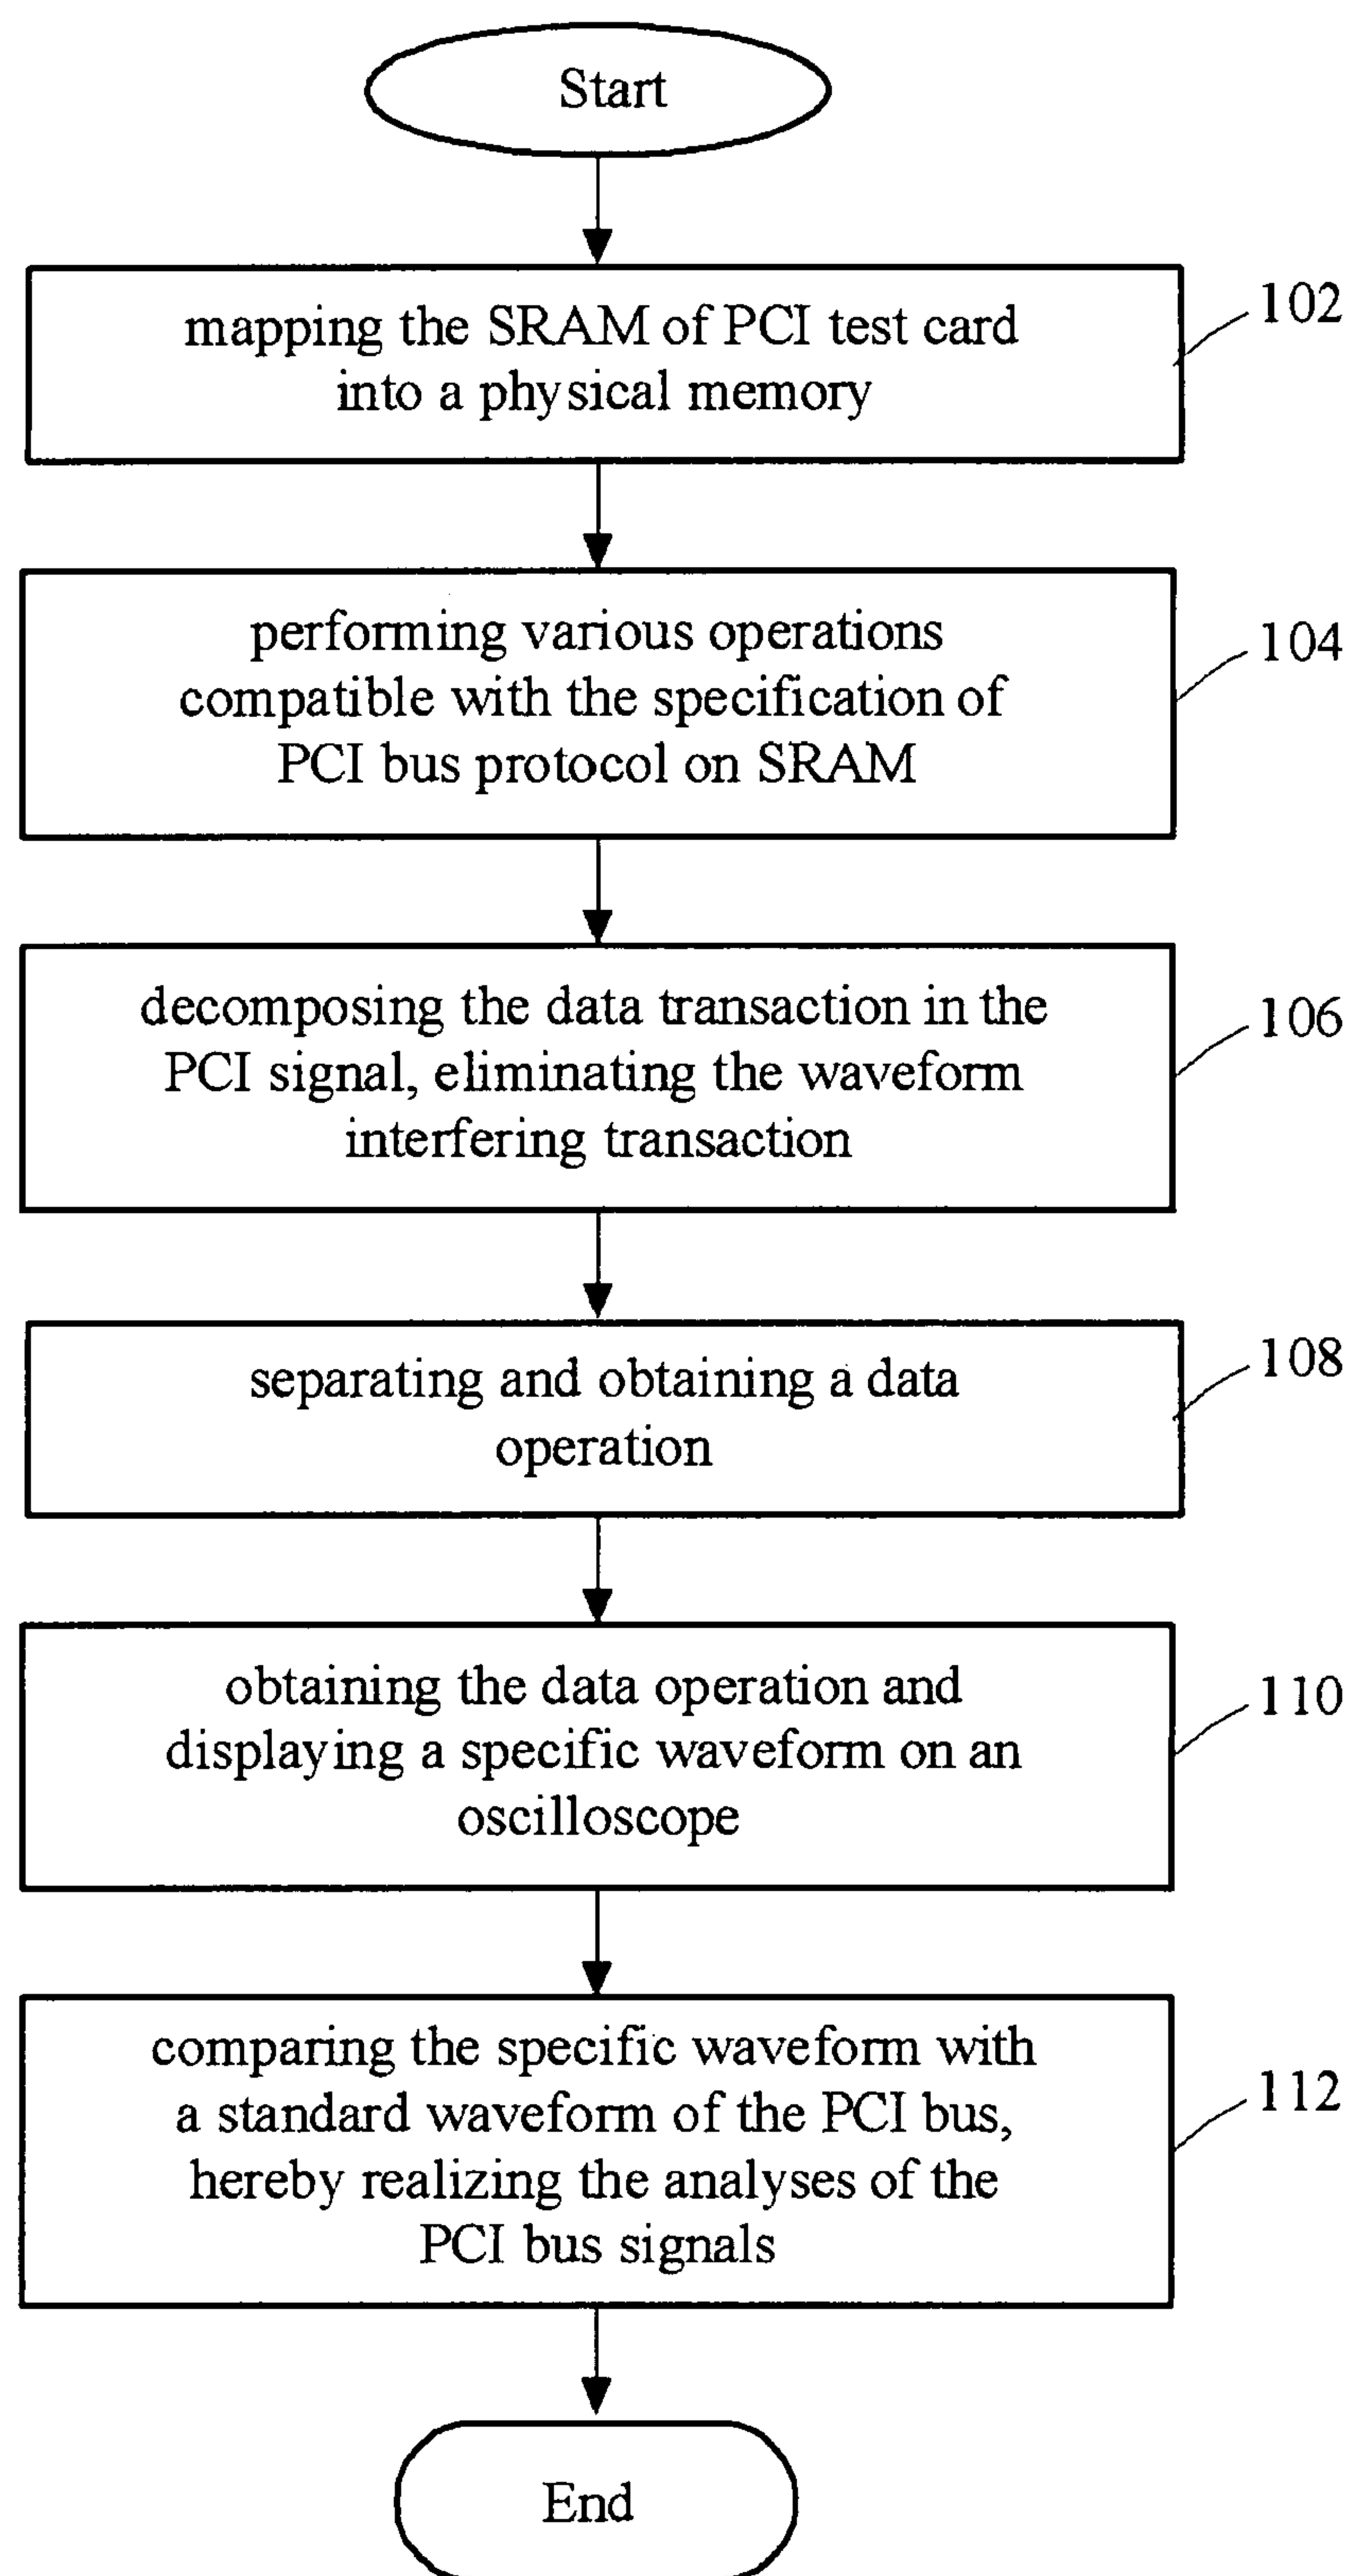 Start
mapping the SRAM of PCI test card
into a physical memory
102
performing various operations
compatible with the specification of
PCI bus protocol on SRAM
104
decomposing the data transaction in the
PCI signal, eliminating the waveform
interfering transaction
106
separating and obtaining a data
operation
108
obtaining the data operation and
displaying a specific waveform on an
oscilloscope
110
comparing the specific waveform with
a standard waveform of the PCI bus,
hereby realizing the analyses of the
PCI bus signals
112
End